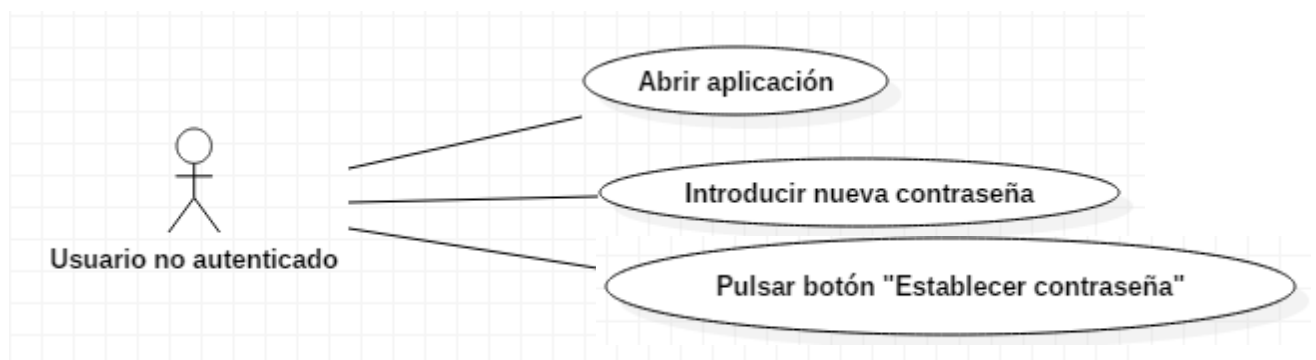 Abrir aplicación
Introducir nueva contraseña
Usuario no autenticado
Pulsar botón "Establecer contraseña"